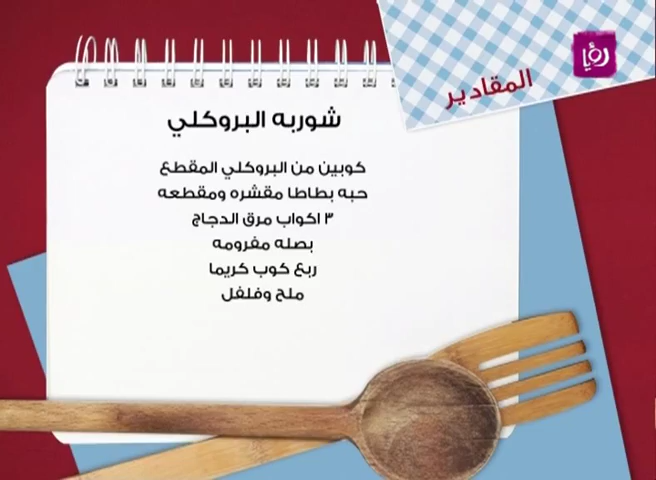 رؤيا
المقادير
شوربه البروكلي
كوبين من البروكلي المقطع
حبه بطاطا مقشره ومقطعه
٣ اكواب مرق الدجاج
بصله مفرومه
ربع كوب كريما
ملح وفلفل